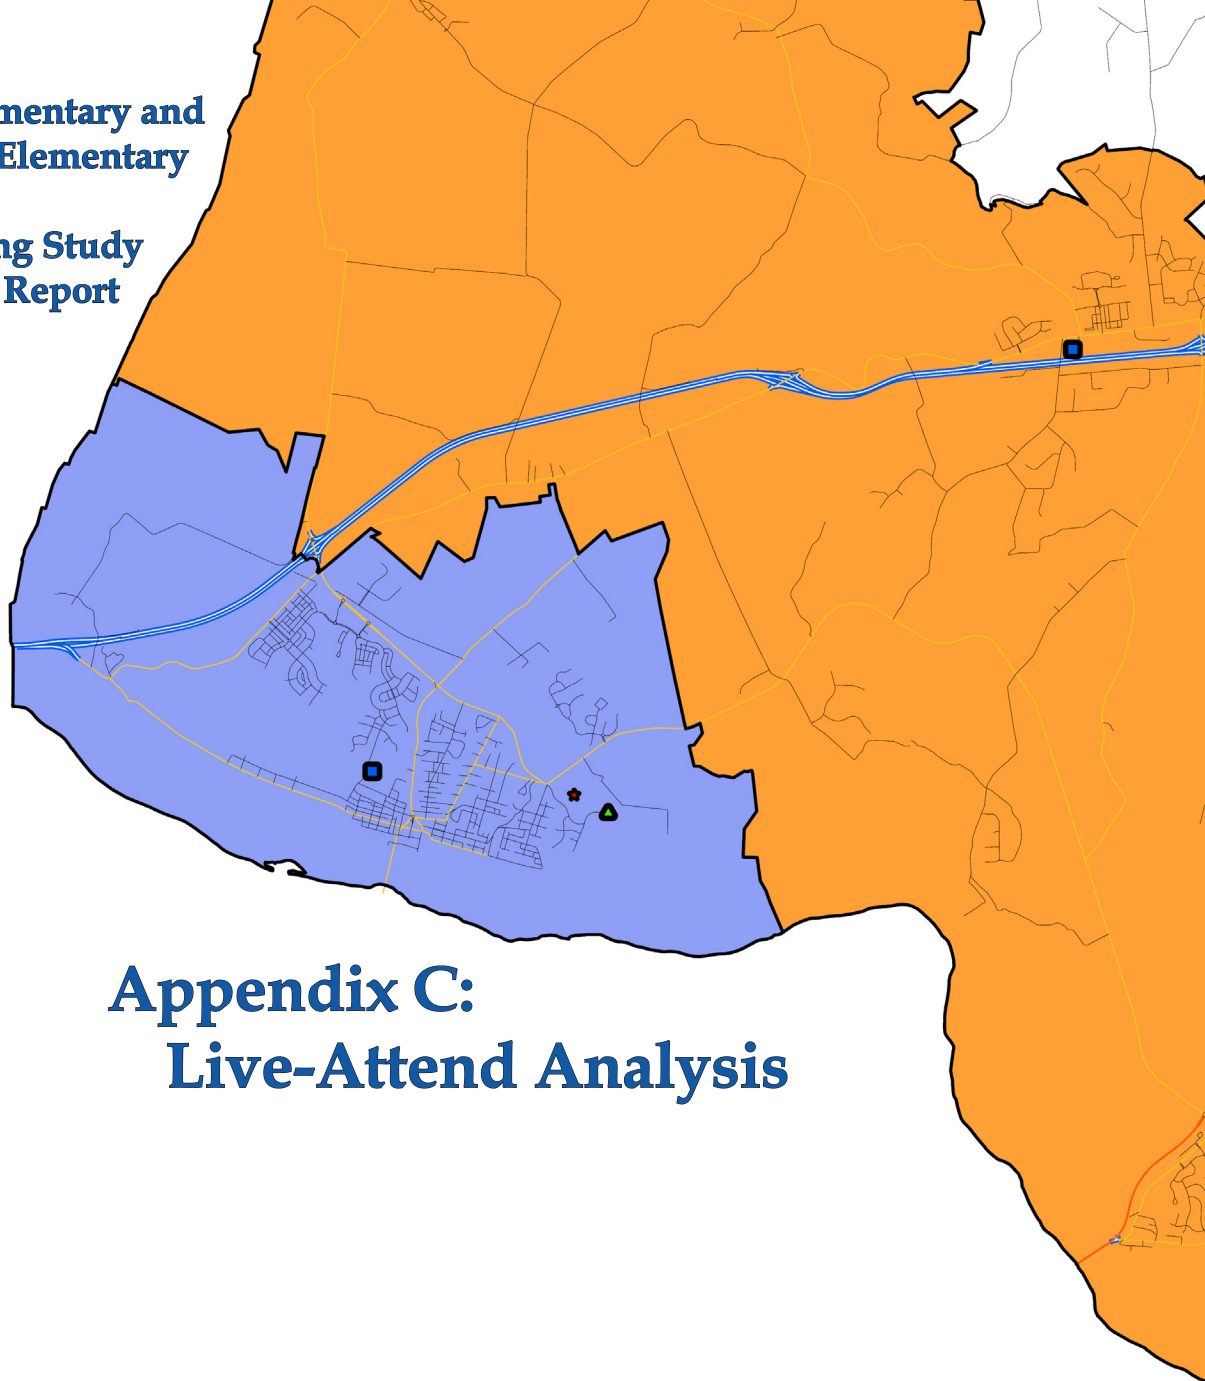 mentary and
Elementary
ng Study
Report
Appendix C:
Live-Attend Analysis